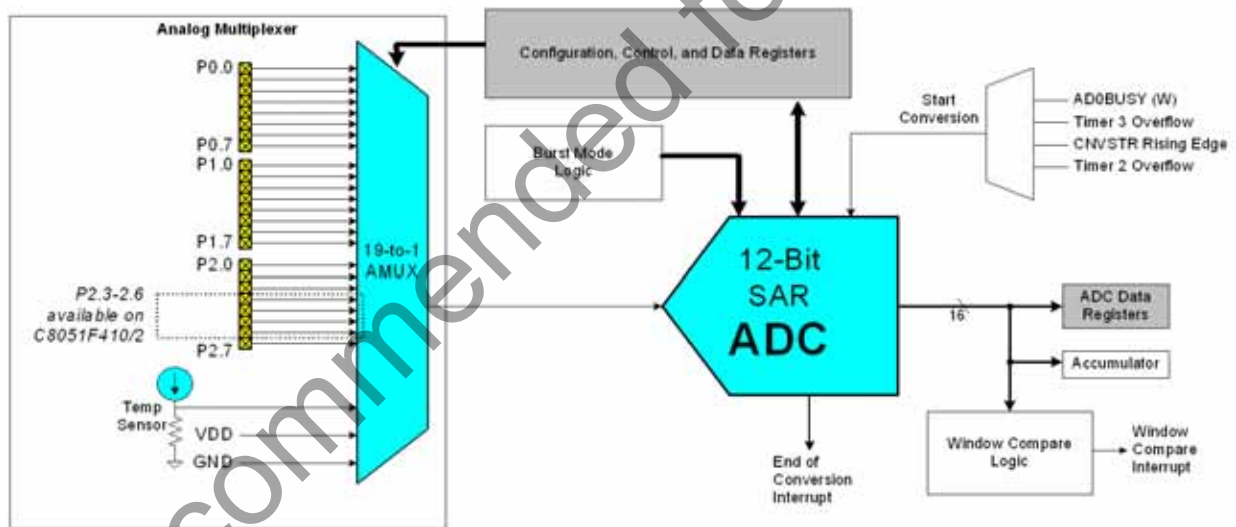 Analog Multiplexer
P0.0
P0.7
P1.0
P1.7
P2.0
P2.3-2.6
available on
C8051F410/2
P2.7
Temp
Sensor
VDD
GND
19-to-1
AMUX
Configuration, Control, and Data Registers
Burst Mode
Logic
Start
Conversion
AD0BUSY (W)
Timer 3 Overflow
CNVSTR Rising Edge
Timer 2 Overflow
12-Bit
SAR
ADC
16
ADC Data
Registers
Accumulator
Window Compare
Logic
Window
Compare
Interrupt
End of
Conversion
Interrupt
commended fo